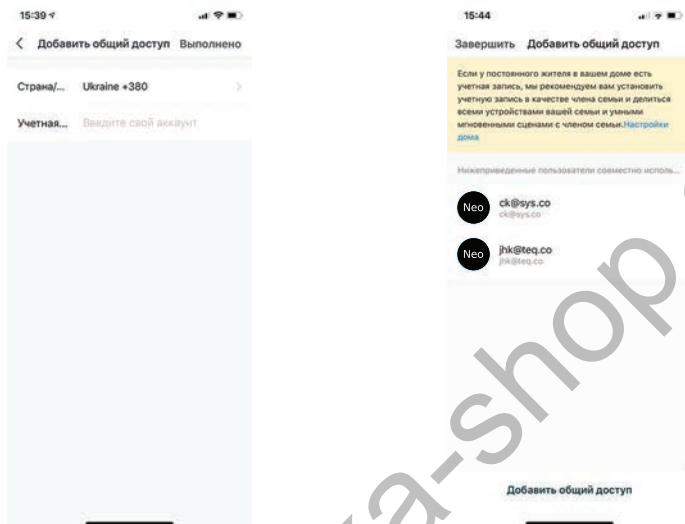 15:39
Добавить общий доступ Выполнено
Страна/... Ukraine +380
Учетная... Введите свой аккаунт
15:44
Завершить Добавить общий доступ
Если у постоянного жителя в вашем доме есть
учетная запись, мы рекомендуем вам установить
учетную запись в качестве члена семьи и делиться
всеми устройствами вашей семьи и умными
мгновенными сценами с членом семьи.Настройки
дома
Нижеприведенные пользователи совместно исполь...
Neo ck@sys.co
ck@sys.co
Neo jhk@teq.co
jhk@teq.co
Добавить общий доступ
a-shop